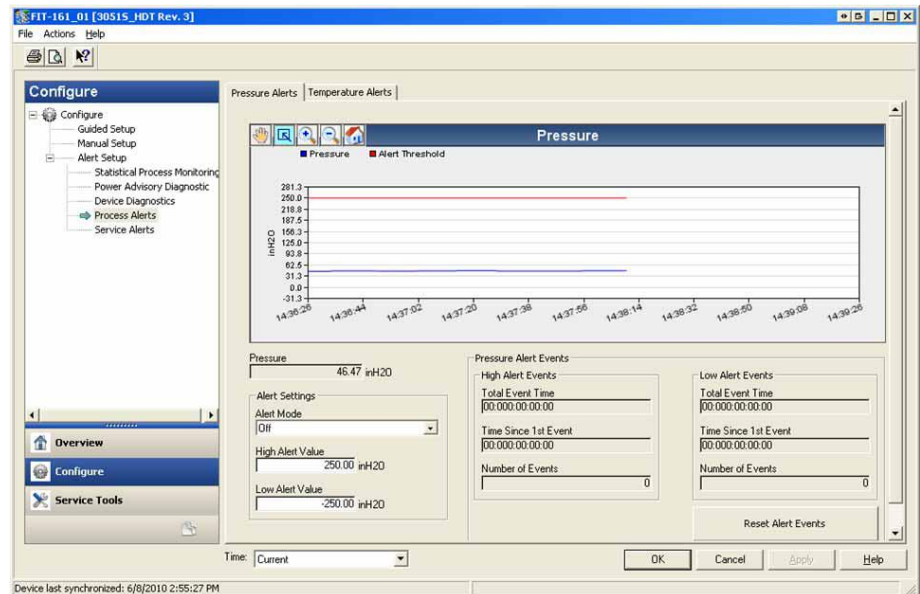 FIT-161_01 [3051S_HDT Rev. 3]
File Actions Help
Configure
Configure
Guided Setup
Manual Setup
Alert Setup
Statistical Process Monitoring
Power Advisory Diagnostic
Device Diagnostics
Process Alerts
Service Alerts
Overview
Configure
Service Tools
Pressure Alerts Temperature Alerts
Pressure
Pressure Alert Threshold
inH2O
281.3
250.0
218.8
187.5
156.3
125.0
93.8
62.5
31.3
0.0
-31.3
14:36:26 14:36:44 14:37:02 14:37:20 14:37:38 14:37:56 14:38:14 14:38:32 14:38:50 14:39:08 14:39:26
Pressure
46.47 inH2O
Alert Settings
Alert Mode
Off
High Alert Value
250.00 inH2O
Low Alert Value
-250.00 inH2O
Pressure Alert Events
High Alert Events
Total Event Time
00:000:00:00:00
Time Since 1st Event
00:000:00:00:00
Number of Events
0
Low Alert Events
Total Event Time
00:000:00:00:00
Time Since 1st Event
00:000:00:00:00
Number of Events
0
Reset Alert Events
Time: Current
OK Cancel Apply Help
Device last synchronized: 6/8/2010 2:55:27 PM